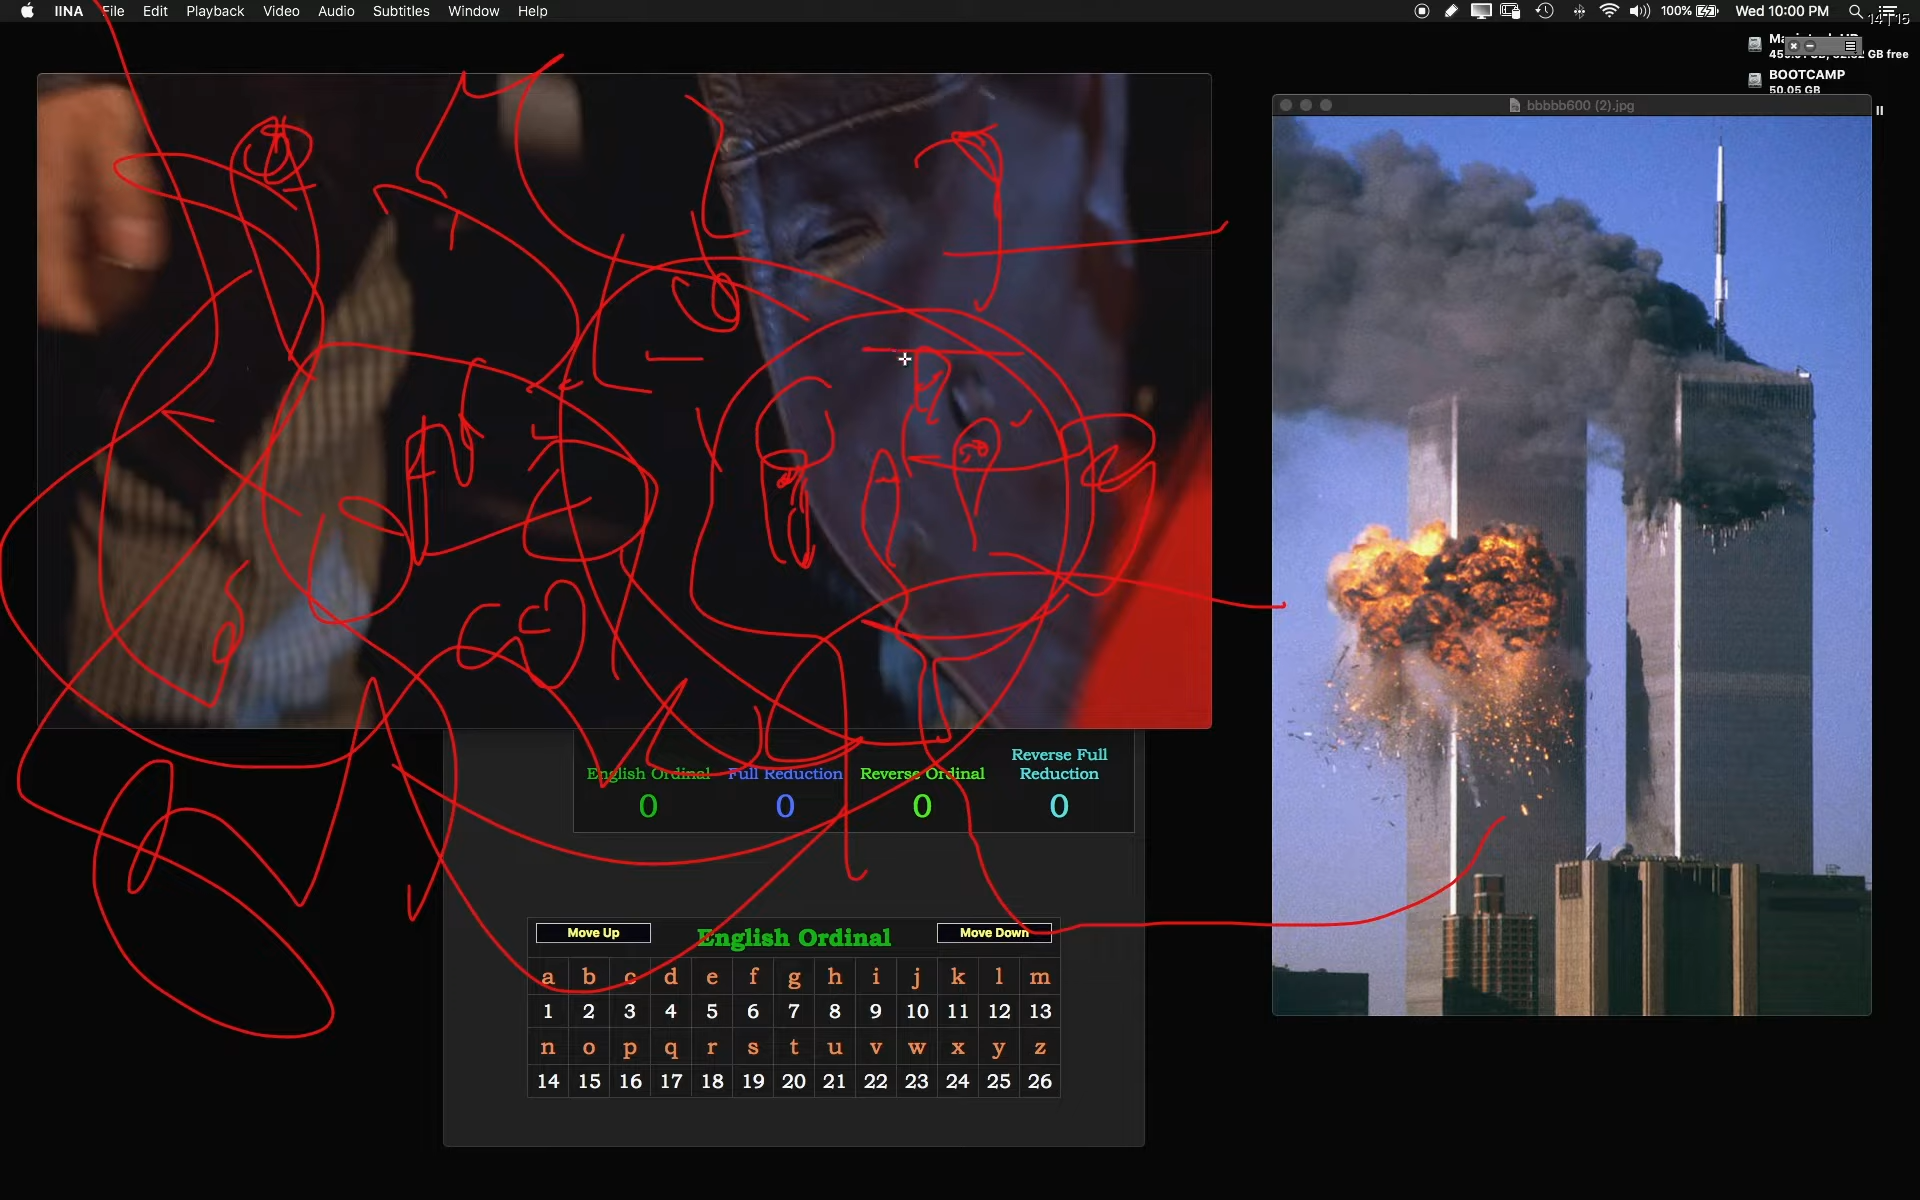 IINA File Edit Playback Video Audio Subtitles Window Help
100% Wed 10:00 PM
14 | 15
GB free
BOOTCAMP
50.05 GB
bbbbb600 (2).jpg
English Ordinal Full Reduction Reverse Ordinal Reverse Full Reduction
0 0 0 0
Move Up English Ordinal Move Down
a b c d e f g h i j k l m
1 2 3 4 5 6 7 8 9 10 11 12 13
n o p q r s t u v w x y z
14 15 16 17 18 19 20 21 22 23 24 25 26